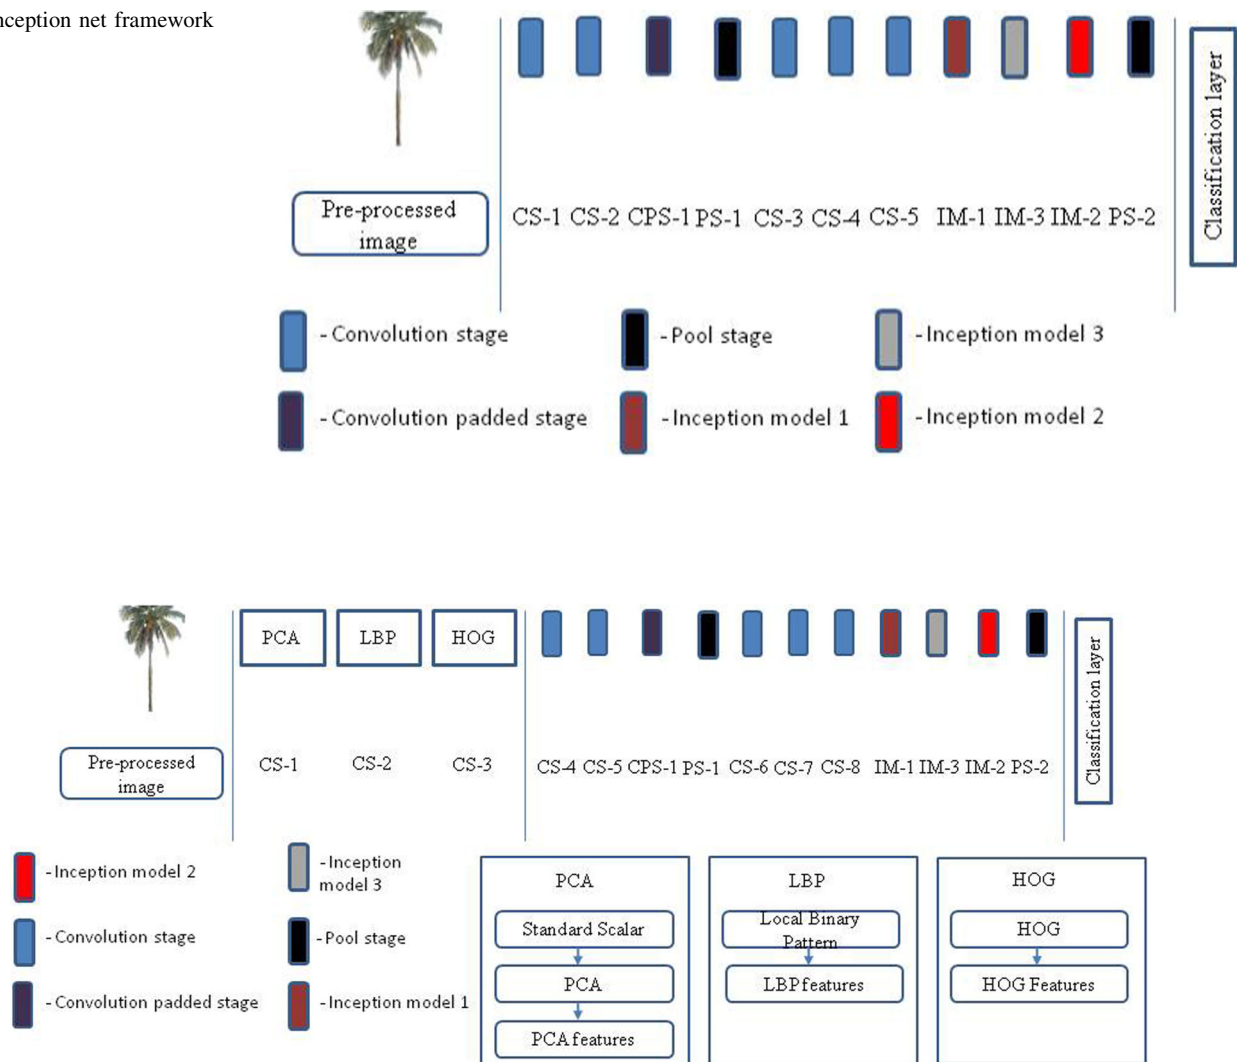 nception net framework
Pre-processed
image
CS-1 CS-2 CPS-1 PS-1 CS-3 CS-4 CS-5 IM-1 IM-3 IM-2 PS-2
Classification layer
-Convolution stage
-Pool stage
-Inception model 3
-Convolution padded stage
-Inception model 1
-Inception model 2
PCA
LBP
HOG
Pre-processed
image
CS-1
CS-2
CS-3
CS-4 CS-5 CPS-1 PS-1 CS-6 CS-7 CS-8 IM-1 IM-3 IM-2 PS-2
Classification layer
-Inception model 2
-Inception
model 3
-Convolution stage
-Pool stage
-Convolution padded stage
-Inception model 1
PCA
Standard Scalar
PCA
PCA features
LBP
Local Binary
Pattern
LBP features
HOG
HOG
HOG Features